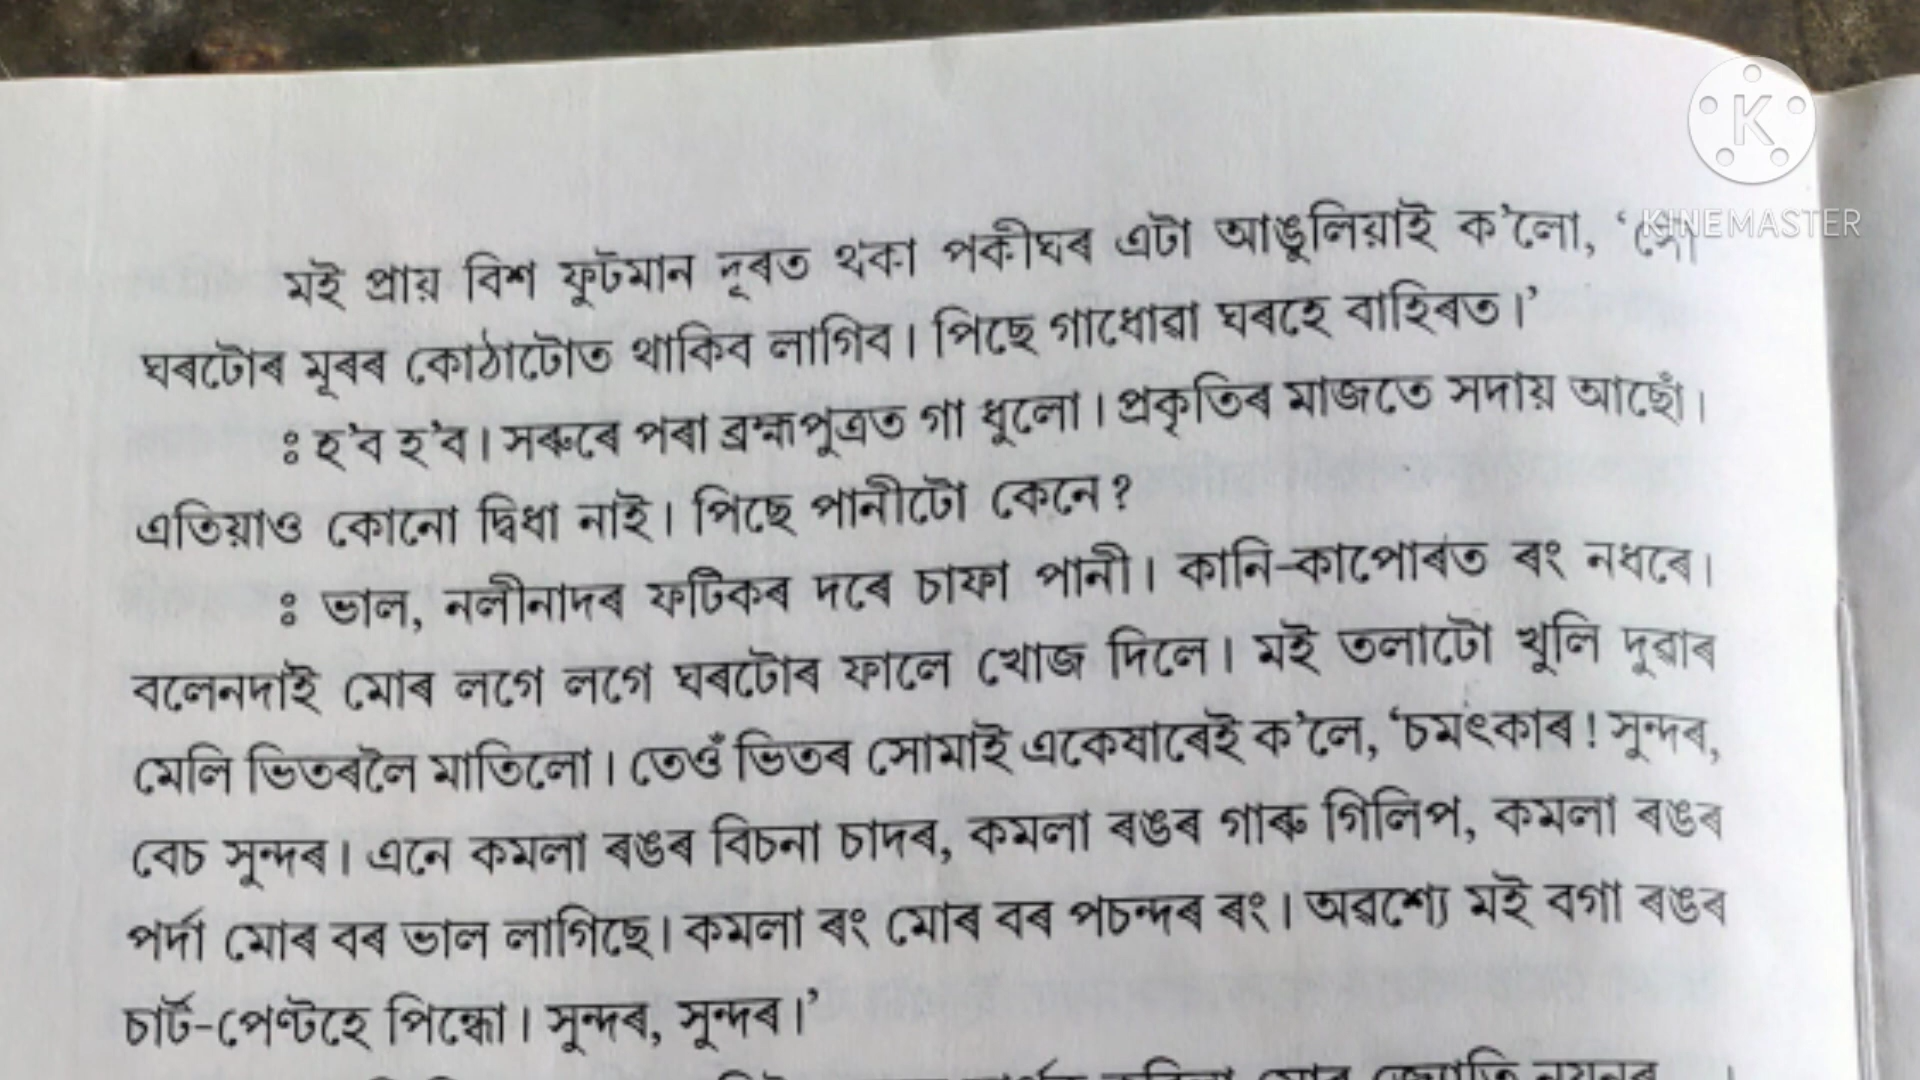 KINEMASTER
মই প্ৰায় বিশ ফুটমান দূৰত থকা পকীঘৰ এটা আঙুলিয়াই ক’লো, ‘সৌ
ঘৰটোৰ মূৰৰ কোঠাটোত থাকিব লাগিব। পিছে গাধোৱা ঘৰহে বাহিৰত।’
ঃ হ’ব হ’ব। সৰুৰে পৰা ব্ৰহ্মপুত্ৰত গা ধুলো। প্ৰকৃতিৰ মাজতে সদায় আছোঁ।
এতিয়াও কোনো দ্বিধা নাই। পিছে পানীটো কেনে?
ঃ ভাল, নলীনাদৰ ফটিকৰ দৰে চাফা পানী। কানি-কাপোৰত ৰং নধৰে।
বলেনদাই মোৰ লগে লগে ঘৰটোৰ ফালে খোজ দিলে। মই তলাটো খুলি দুৱাৰ
মেলি ভিতৰলৈ মাতিলো। তেওঁ ভিতৰ সোমাই একেষাৰেই ক’লে, ‘চমৎকাৰ! সুন্দৰ,
বেচ সুন্দৰ। এনে কমলা ৰঙৰ বিচনা চাদৰ, কমলা ৰঙৰ গাৰু গিলিপ, কমলা ৰঙৰ
পৰ্দা মোৰ বৰ ভাল লাগিছে। কমলা ৰং মোৰ বৰ পচন্দৰ ৰং। অৱশ্যে মই বগা ৰঙৰ
চাৰ্ট-পেণ্টহে পিন্ধো। সুন্দৰ, সুন্দৰ।’